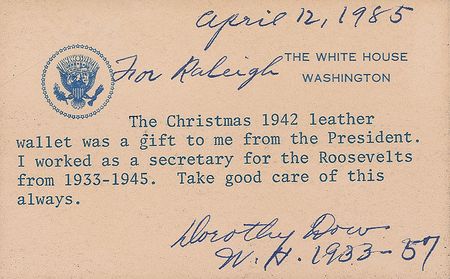 April 12, 1985
For Raleigh
THE WHITE HOUSE
WASHINGTON
The Christmas 1942 leather
wallet was a gift to me from the President.
I worked as a secretary for the Roosevelts
from 1933-1945. Take good care of this
always.
Dorothy Dow
W. H. 1933-57